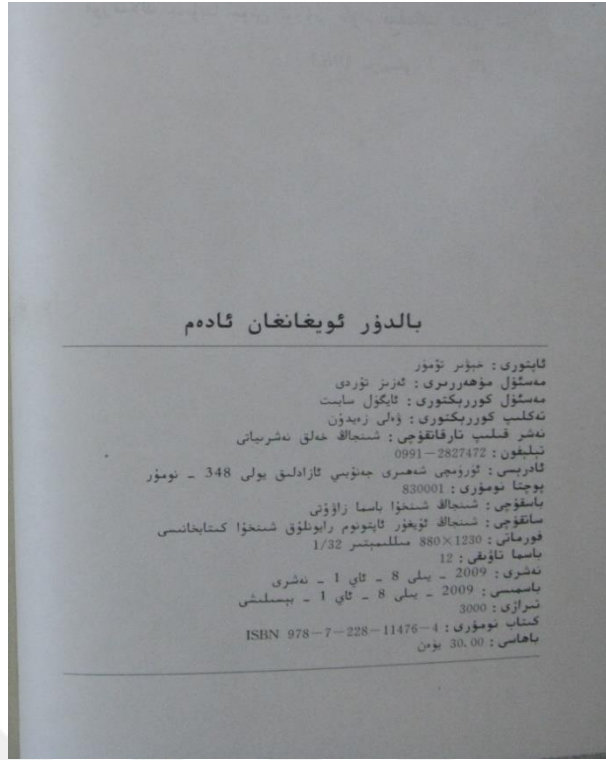 بالدۇر ئويغانغان ئادەم
ئاپتورى : خېۋىر تۆمۈر
مەسئۇل مۇھەررىرى : ئەزىز تۇردى
مەسئۇل كوررېكتورى : ئايگۈل سابىت
تەكلىپ كوررېكتورى : ۋەلى زەيدۇن
نەشر قىلىپ تارقاتقۇچى : شىنجاڭ خەلق نەشرىياتى
تېلېفون : 2827472-0991
ئادرېسى : ئۈرۈمچى شەھىرى جەنۇبىي ئازادلىق يولى 348 - نومۇر
پوچتا نومۇرى : 830001
باسقۇچى : شىنجاڭ شىنخۇا باسما زاۋۇتى
ساتقۇچى : شىنجاڭ ئۇيغۇر ئاپتونوم رايونلۇق شىنخۇا كىتابخانىسى
فورماتى : 1230×880 مىللىمېتىر 1/32
باسما تاۋىقى : 12
نەشرى : 2009 - يىلى 8 - ئاي 1 - نەشرى
باسمىسى : 2009 - يىلى 8 - ئاي 1 - بېسىلىشى
تىراژى : 3000
كىتاب نومۇرى : ISBN 978-7-228-11476-4
باھاسى : 30.00 يۈەن